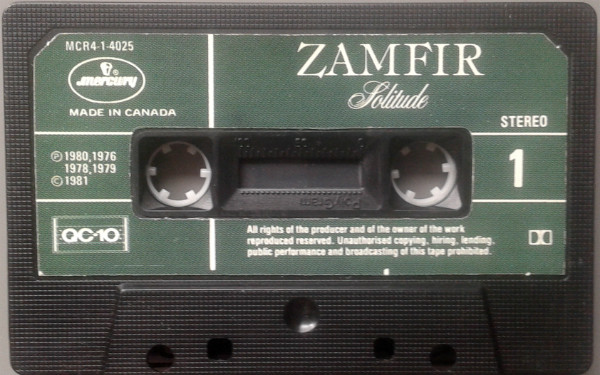 MCR4-1-4025
mercury
MADE IN CANADA
ZAMFIR
Solitude
STEREO
1
℗1980,1976
1978,1979
©1981
QC-10
All rights of the producer and of the owner of the work
reproduced reserved. Unauthorised copying, hiring, lending,
public performance and broadcasting of this tape prohibited.
PolyGram